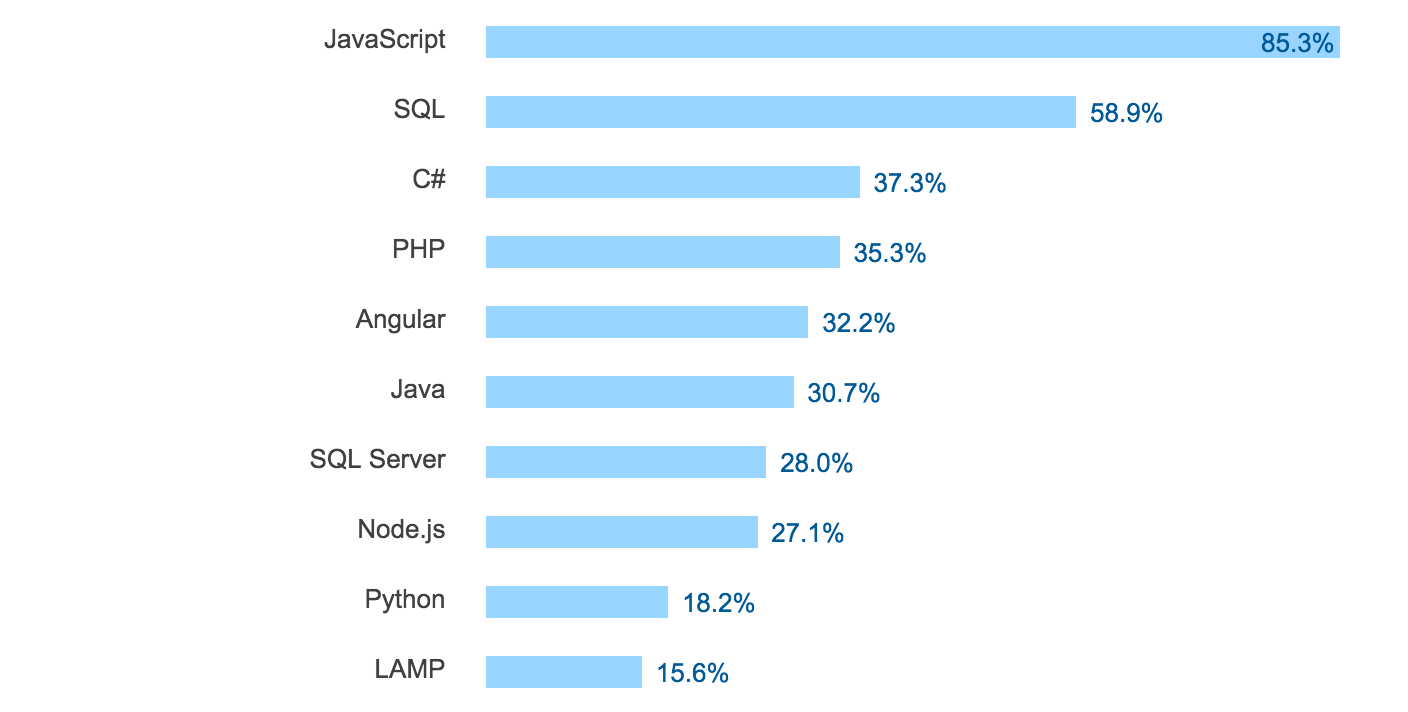 JavaScript 85.3%
SQL 58.9%
C# 37.3%
PHP 35.3%
Angular 32.2%
Java 30.7%
SQL Server 28.0%
Node.js 27.1%
Python 18.2%
LAMP 15.6%